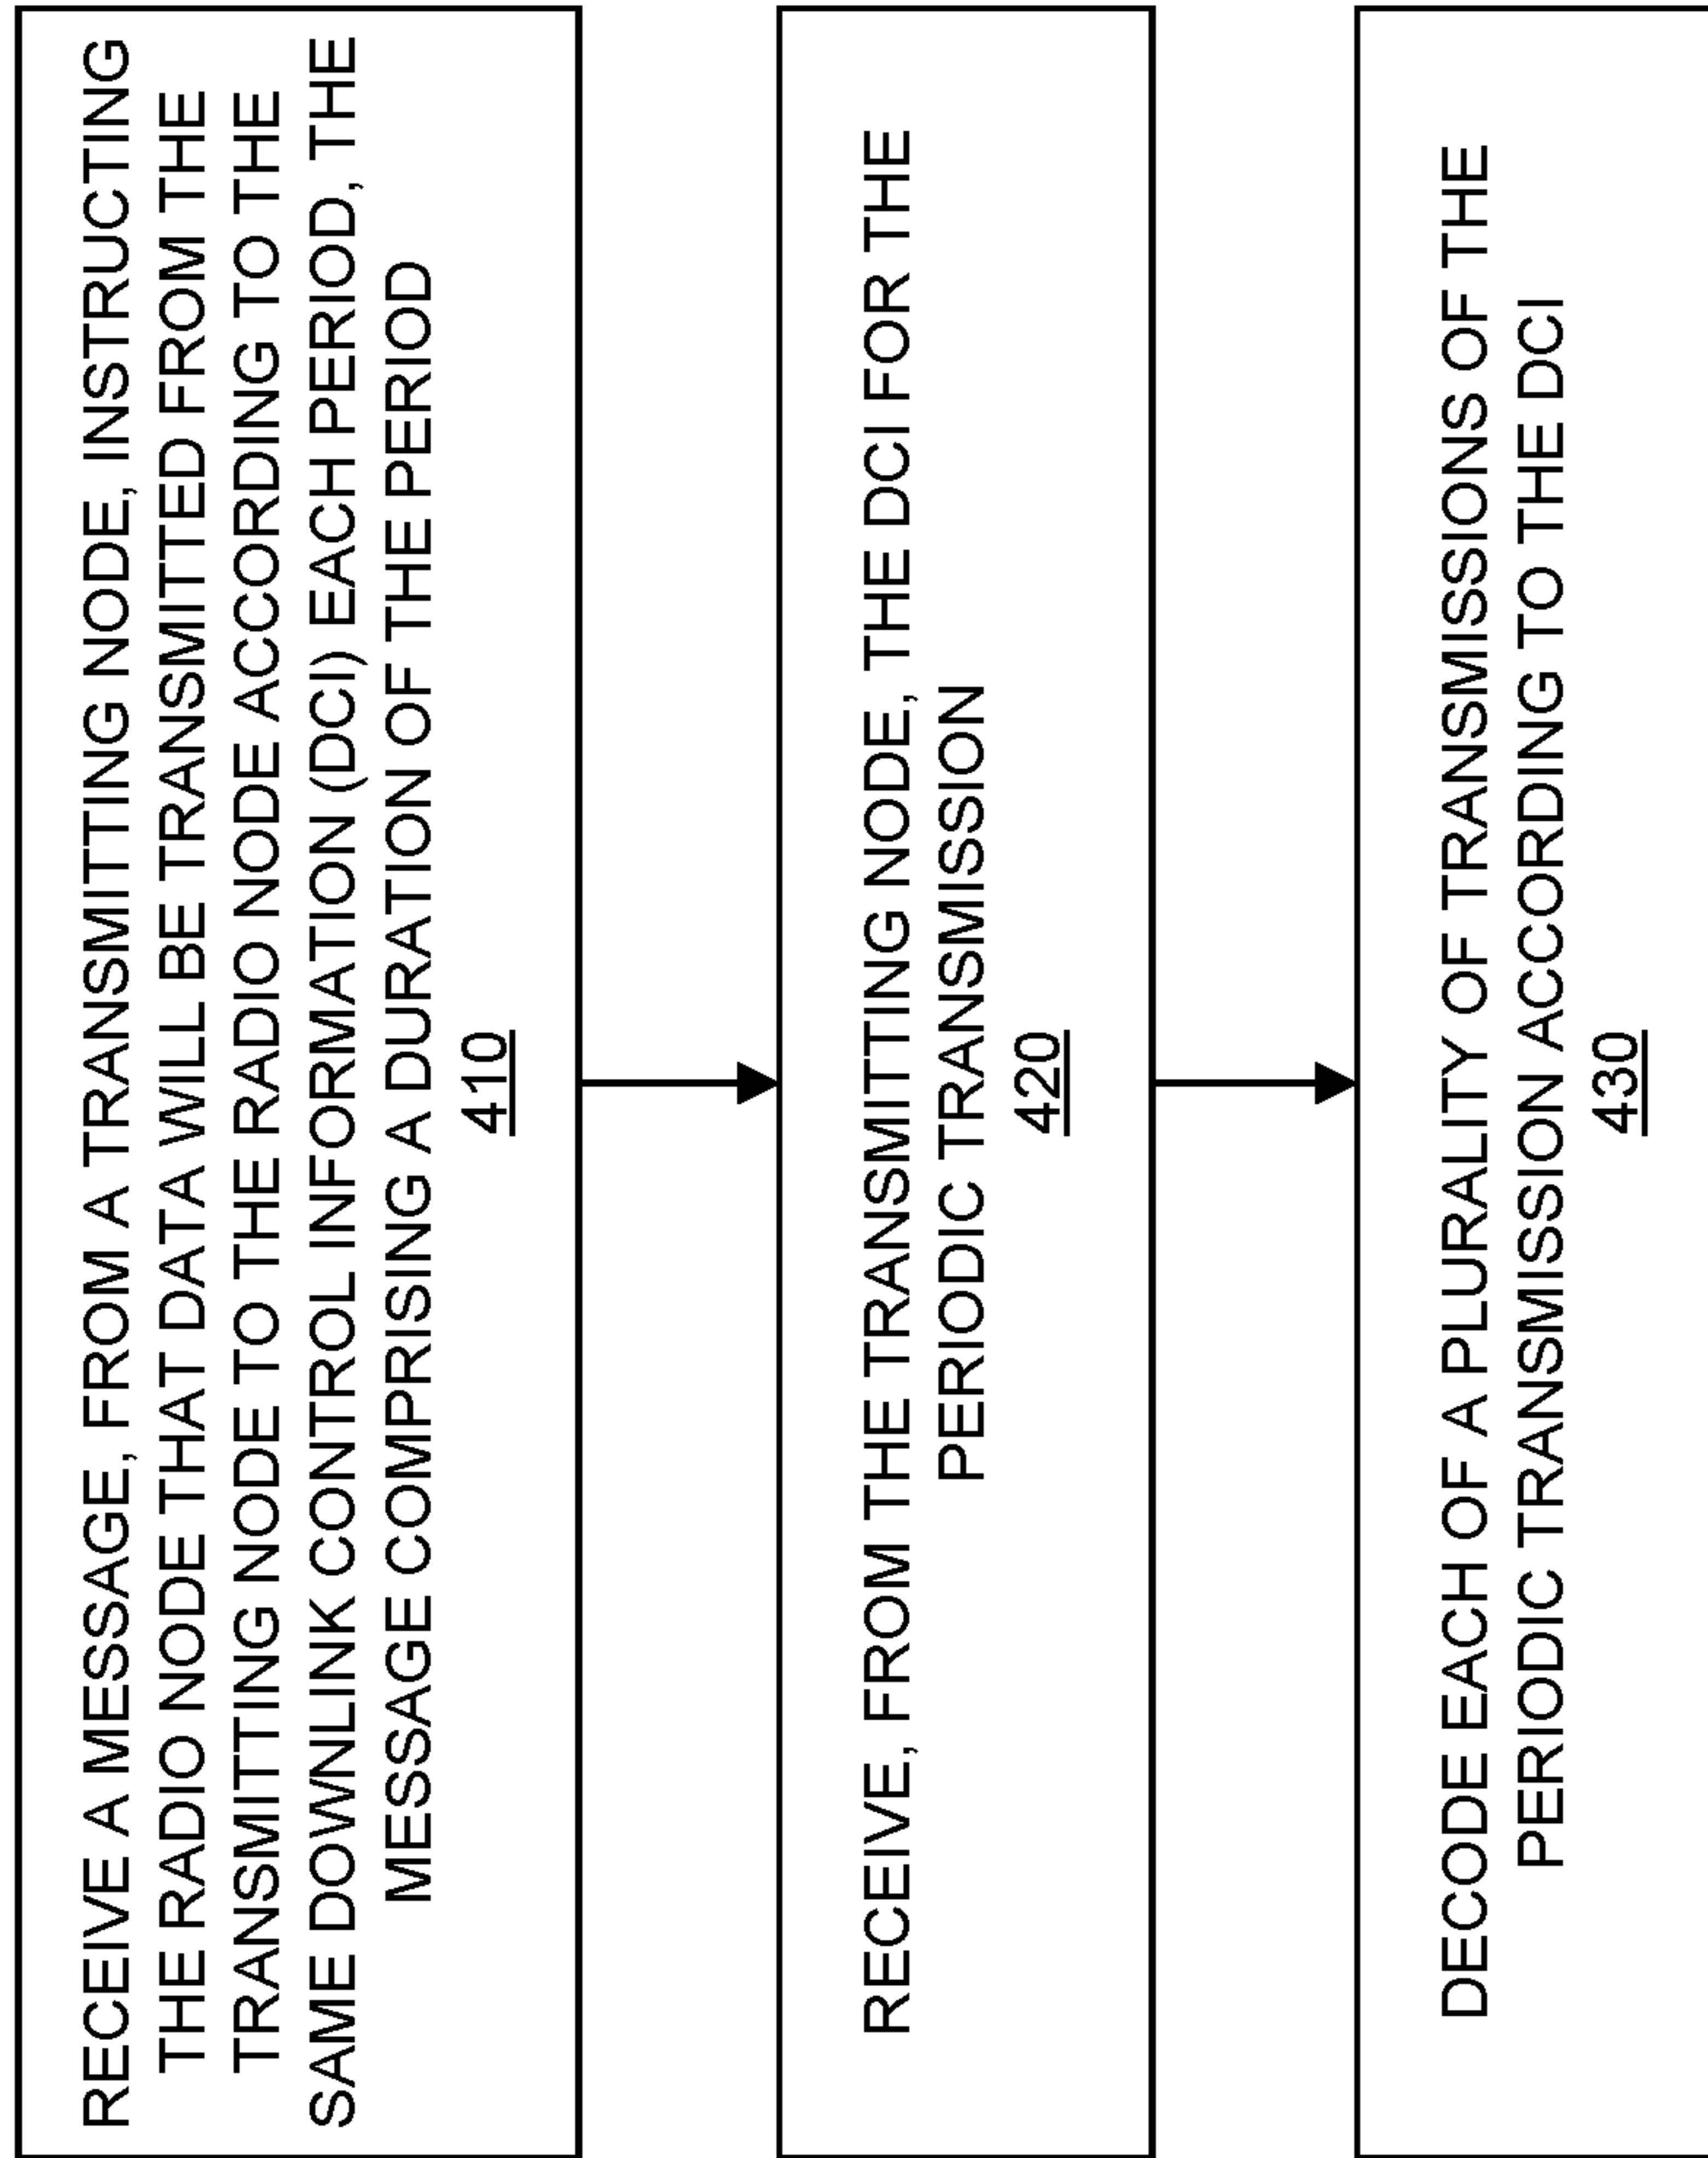 RECEIVE A MESSAGE, FROM A TRANSMITTING NODE, INSTRUCTING
THE RADIO NODE THAT DATA WILL BE TRANSMITTED FROM THE
TRANSMITTING NODE TO THE RADIO NODE ACCORDING TO THE
SAME DOWNLINK CONTROL INFORMATION (DCI) EACH PERIOD, THE
MESSAGE COMPRISING A DURATION OF THE PERIOD
410
RECEIVE, FROM THE TRANSMITTING NODE, THE DCI FOR THE
PERIODIC TRANSMISSION
420
DECODE EACH OF A PLURALITY OF TRANSMISSIONS OF THE
PERIODIC TRANSMISSION ACCORDING TO THE DCI
430